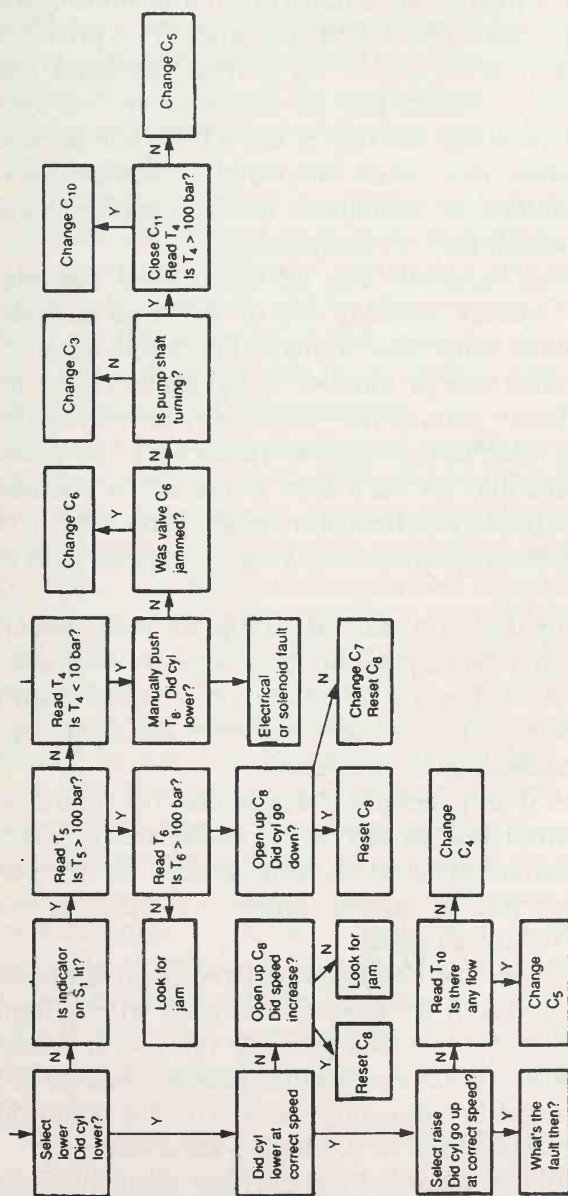 Select
lower
Did cyl
lower?
N
Is indicator
on S₁ lit?
Y
Read T₅
Is T₅ > 100 bar?
N
Read T₄
Is T₄ < 10 bar?
Change C₆
Change C₃
Change C₁₀
Y
N
Look for
jam
N
Read T₆
Is T₆ > 100 bar?
Y
Manually push
T₈. Did cyl
lower?
N
Was valve C₆
jammed?
Y
N
Is pump shaft
turning?
N
Y
Close C₁₁
Read T₄
Is T₄ > 100 bar?
Y
N
Change C₅
Y
Did cyl
lower at
correct speed
N
Open up C₈
Did speed
increase?
Open up C₈
Did cyl go
down?
Y
Electrical
or solenoid fault
Y
Reset C₈
N
Look for
jam
Y
Reset C₈
N
Change C₇
Reset C₈
Y
Select raise
Did cyl go up
at correct speed?
N
Read T₁₀
Is there
any flow
N
Change
C₄
Y
What's the
fault then?
Y
Change
C₅